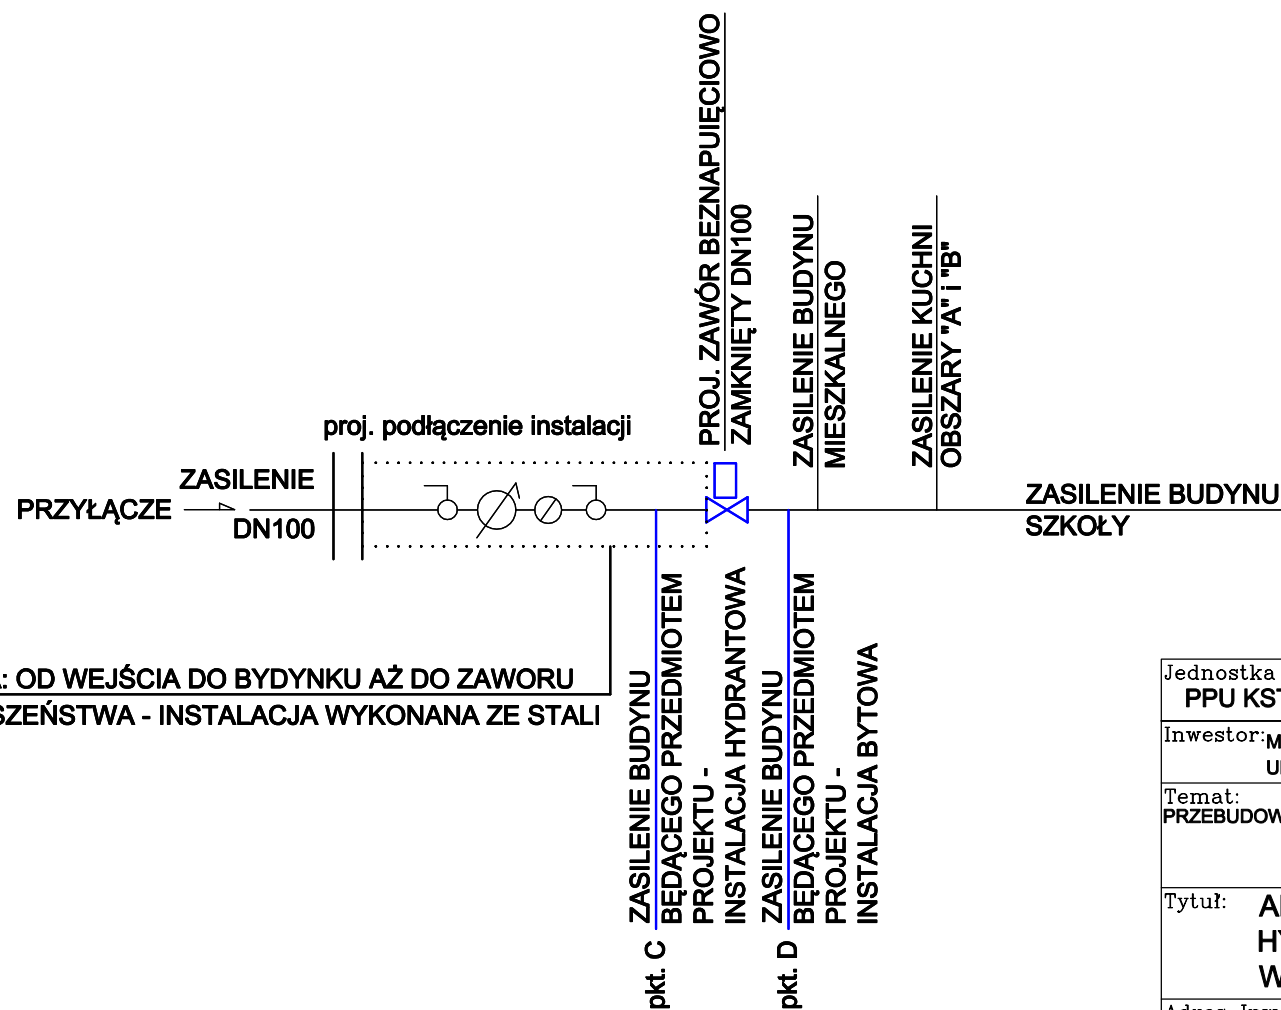 PROJ. ZAWÓR BEZNAPUIĘCIOWO
ZAMKNIĘTY DN100
ZASILENIE BUDYNU
MIESZKALNEGO
ZASILENIE KUCHNI
OBSZARY "A" i "B"
proj. podłączenie instalacji
ZASILENIE
PRZYŁĄCZE
DN100
ZASILENIE BUDYNU
SZKOŁY
: OD WEJŚCIA DO BYDYNKU AŻ DO ZAWORU
SZEŃSTWA - INSTALACJA WYKONANA ZE STALI
ZASILENIE BUDYNU
BĘDĄCEGO PRZEDMIOTEM
PROJEKTU -
INSTALACJA HYDRANTOWA
pkt. C
ZASILENIE BUDYNU
BĘDĄCEGO PRZEDMIOTEM
PROJEKTU -
INSTALACJA BYTOWA
pkt. D
Jednostka
PPU KST
Inwestor: M
U
Temat:
PRZEBUDOW
Tytuł: A
H
W